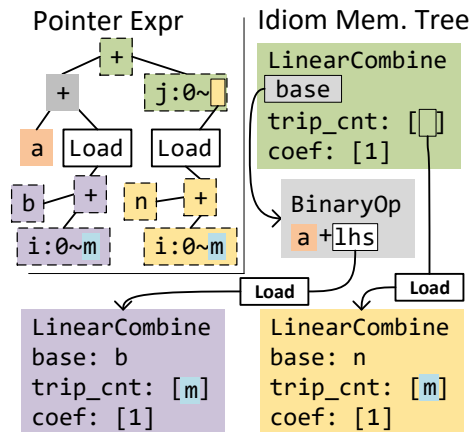 Pointer Expr
+
j:0~
+
a
Load
Load
b
+
n
+
i:0~m
i:0~m
Idiom Mem. Tree
LinearCombine
base
trip_cnt: [ ]
coef: [1]
BinaryOp
a+lhs
Load
Load
LinearCombine
base: b
trip_cnt: [m]
coef: [1]
LinearCombine
base: n
trip_cnt: [m]
coef: [1]